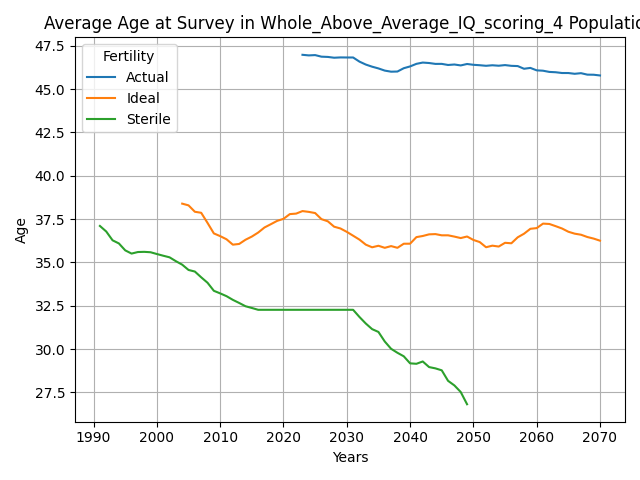 Average Age at Survey in Whole_Above_Average_IQ_scoring_4 Populatio
Fertility
Actual
Ideal
Sterile
47.5
45.0
42.5
40.0
37.5
35.0
32.5
30.0
27.5
Age
1990 2000 2010 2020 2030 2040 2050 2060 2070
Years